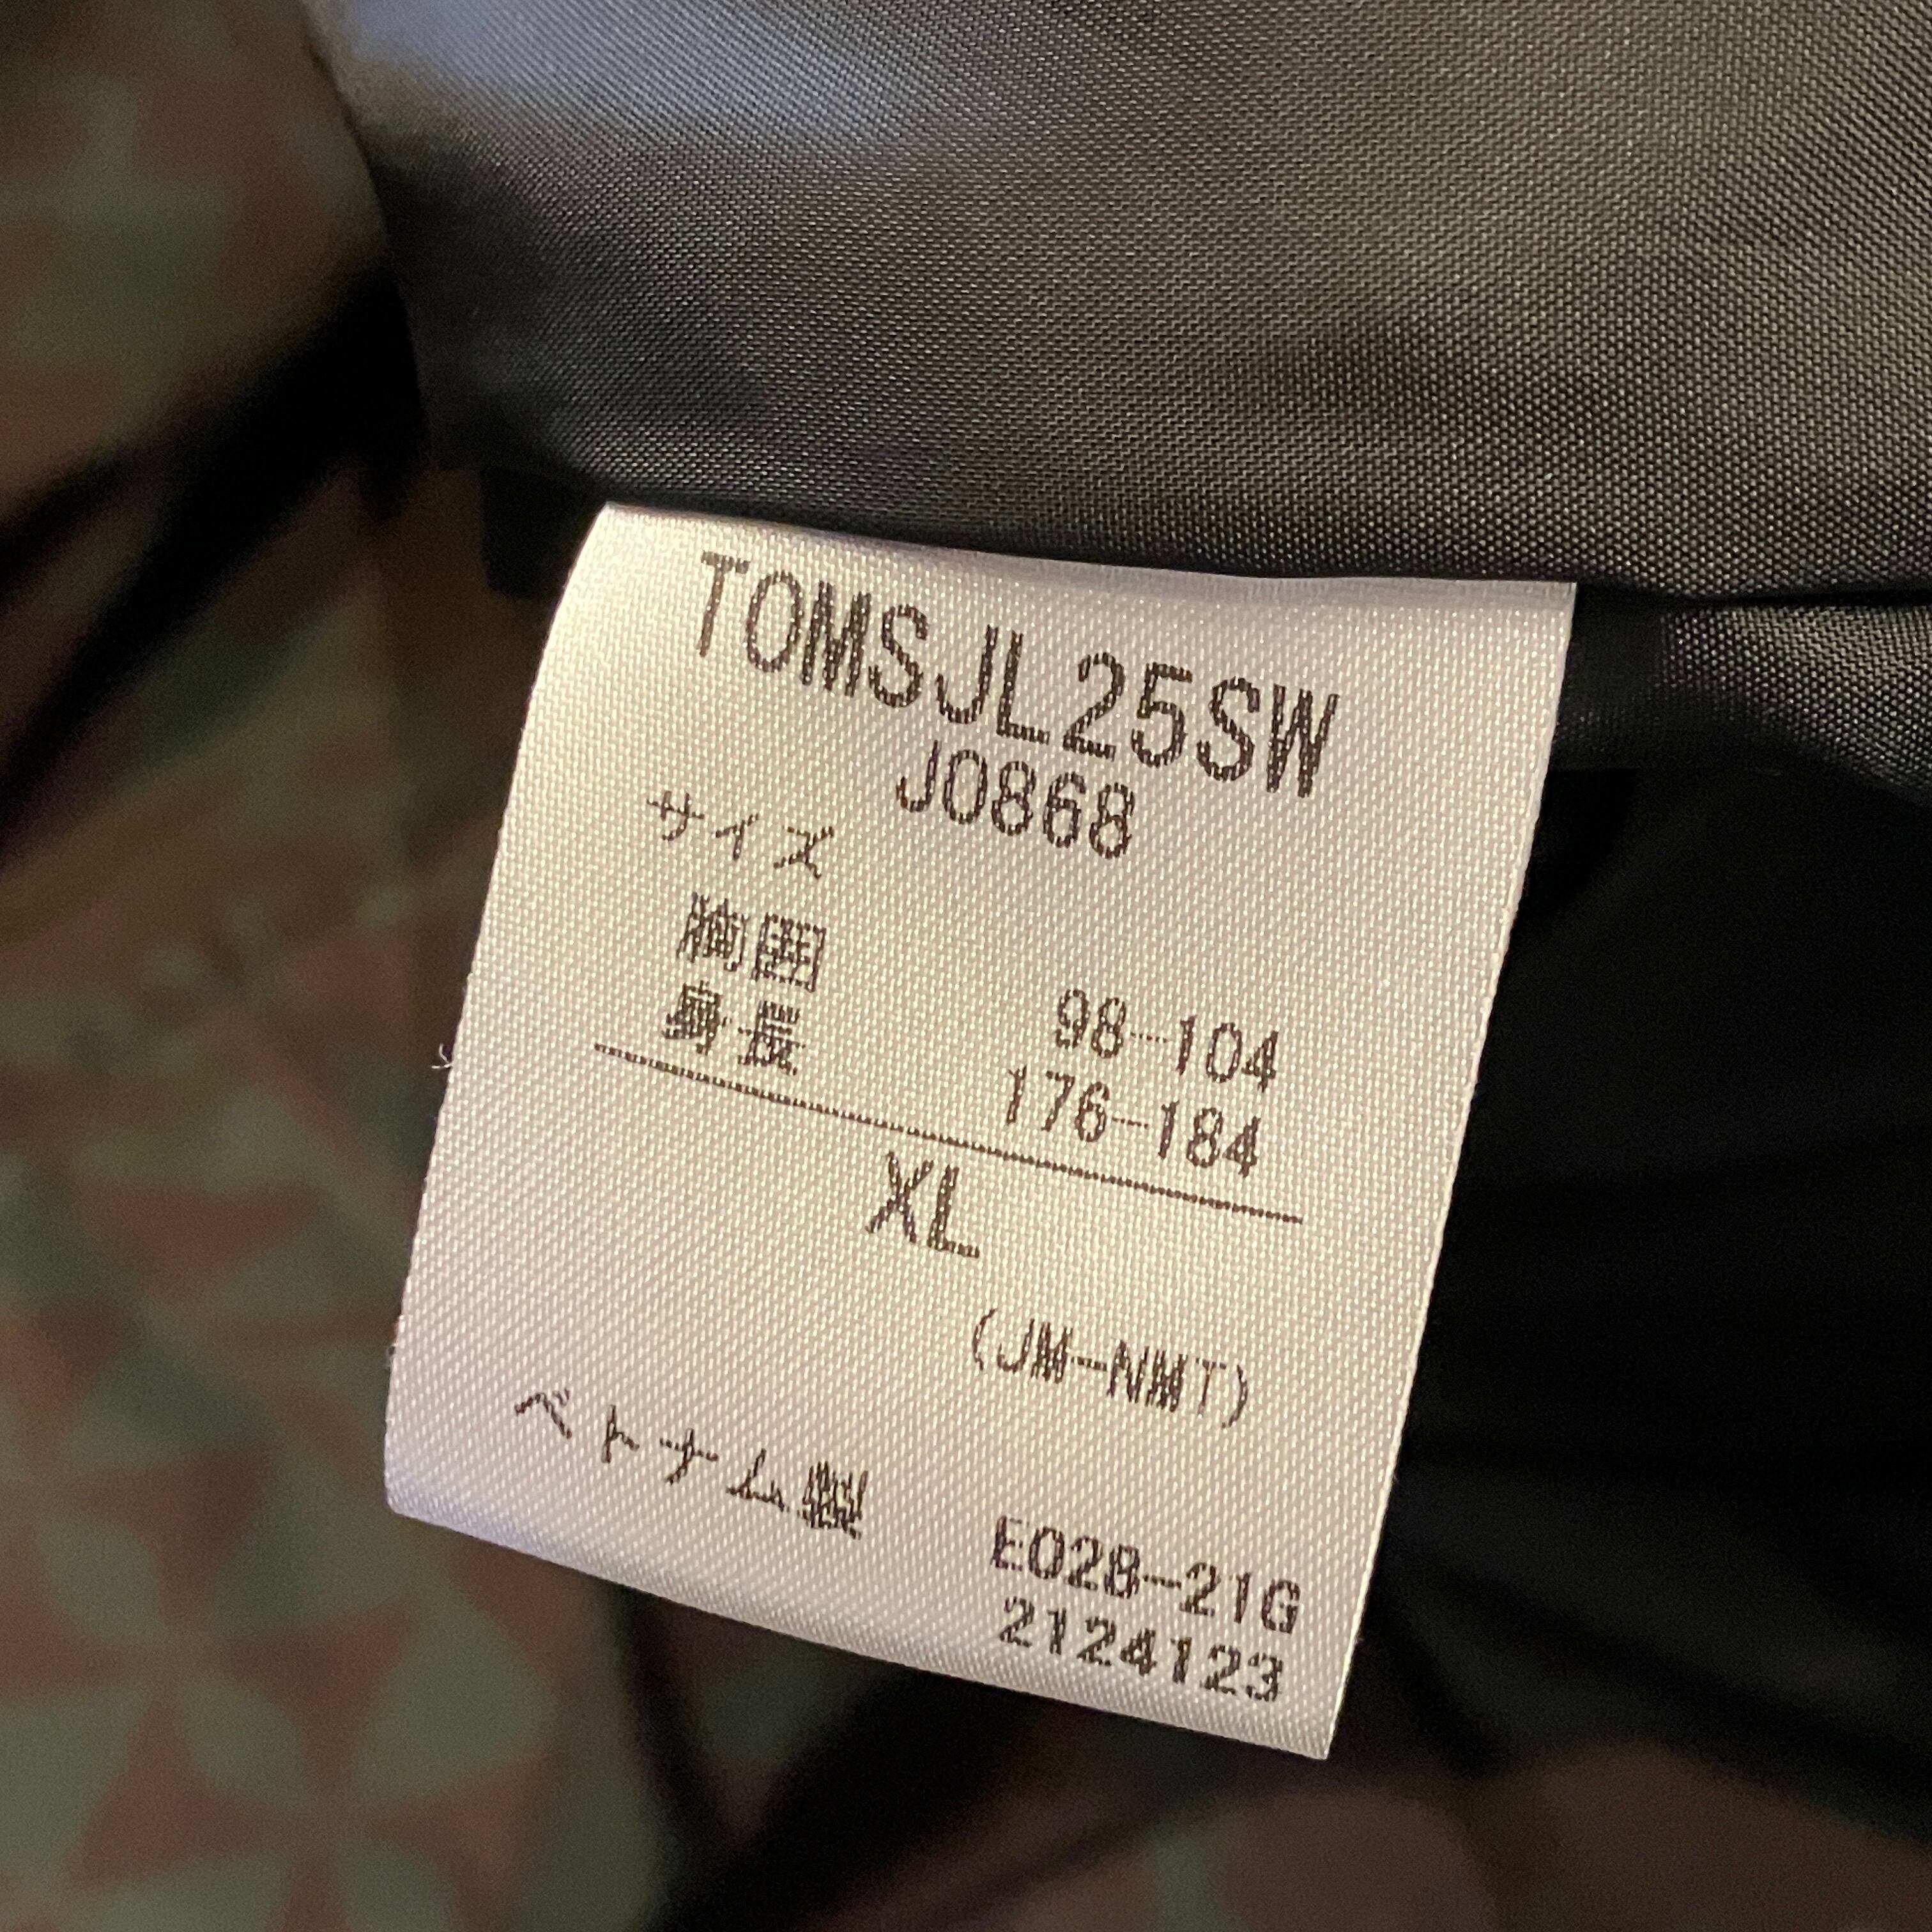 TOMSJL25SW
J0868
サイズ
胸囲 98-104
身長 176-184
XL
(JM-NMT)
ベトナム製
E028-21G
2124123